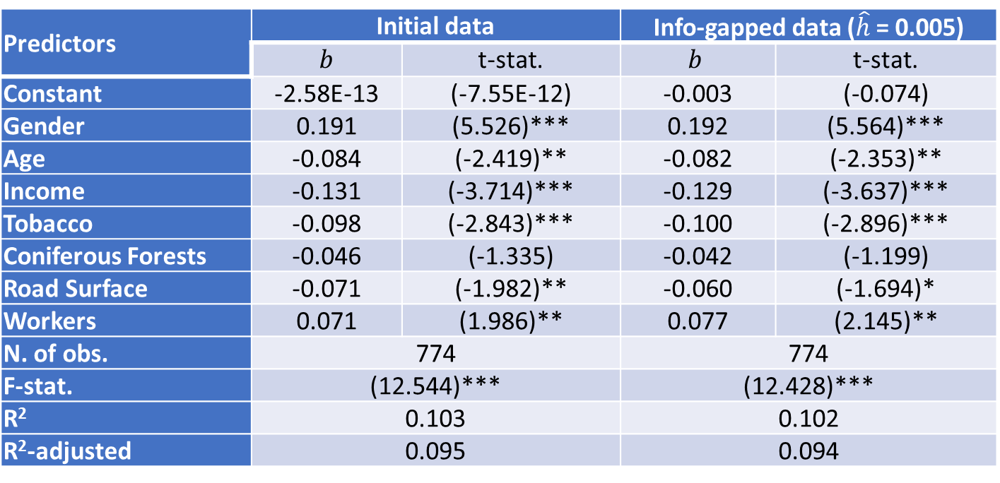 Predictors Initial data Info-gapped data (ĥ = 0.005)
b t-stat. b t-stat.
Constant -2.58E-13 (-7.55E-12) -0.003 (-0.074)
Gender 0.191 (5.526)*** 0.192 (5.564)***
Age -0.084 (-2.419)** -0.082 (-2.353)**
Income -0.131 (-3.714)*** -0.129 (-3.637)***
Tobacco -0.098 (-2.843)*** -0.100 (-2.896)***
Coniferous Forests -0.046 (-1.335) -0.042 (-1.199)
Road Surface -0.071 (-1.982)** -0.060 (-1.694)*
Workers 0.071 (1.986)** 0.077 (2.145)**
N. of obs. 774 774
F-stat. (12.544)*** (12.428)***
R² 0.103 0.102
R²-adjusted 0.095 0.094